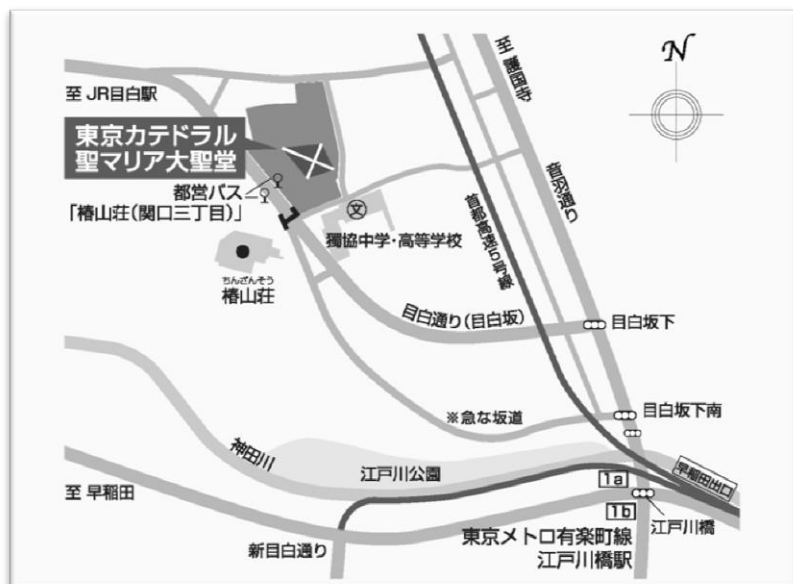 N
至 護国寺
至 JR目白駅
東京カテドラル
聖マリア大聖堂
都営バス
「椿山荘(関口三丁目)」
文
獨協中学・高等学校
音羽通り
首都高速5号線
ちんざんそう
椿山荘
目白通り(目白坂)
目白坂下
※急な坂道
目白坂下南
神田川
江戸川公園
早稲田出口
至 早稲田
1a
1b
江戸川橋
新目白通り
東京メトロ有楽町線
江戸川橋駅